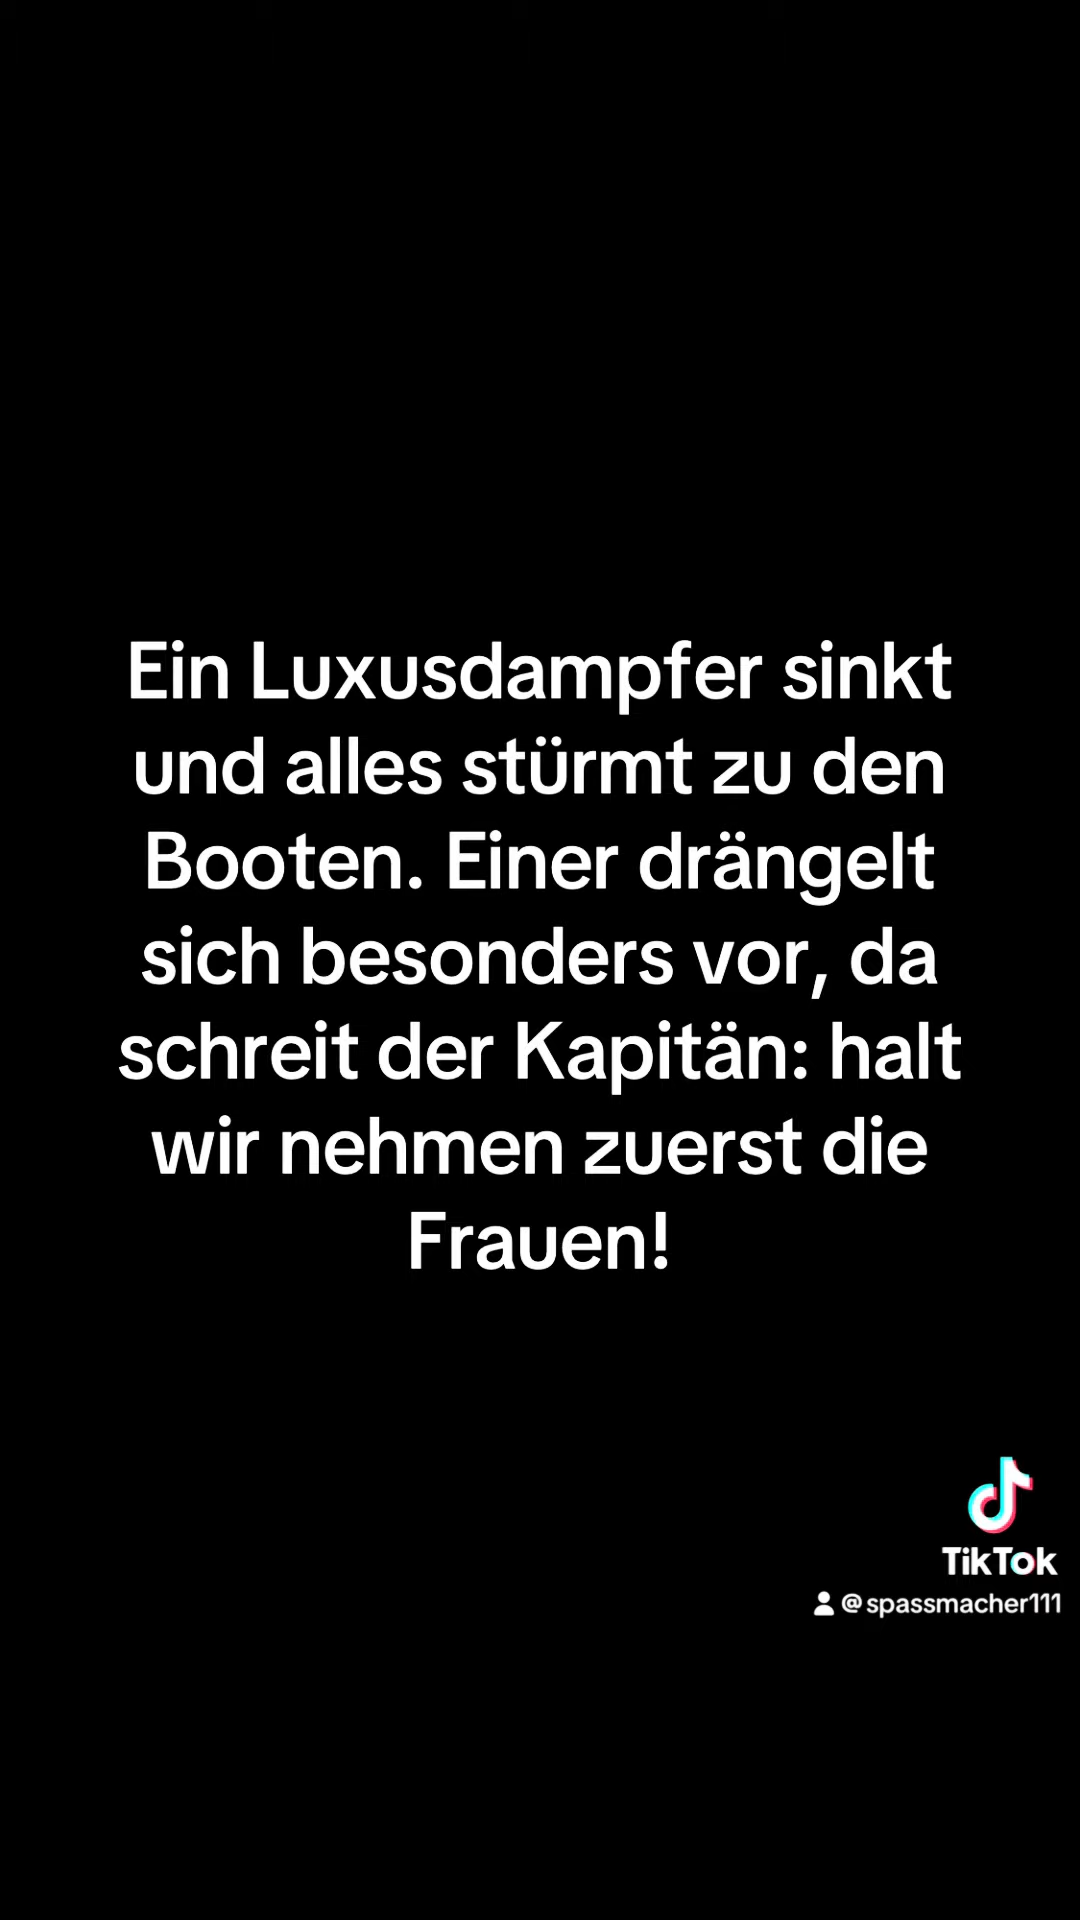 Ein Luxusdampfer sinkt
und alles stürmt zu den
Booten. Einer drängelt
sich besonders vor, da
schreit der Kapitän: halt
wir nehmen zuerst die
Frauen!
TikTok
@spassmacher111